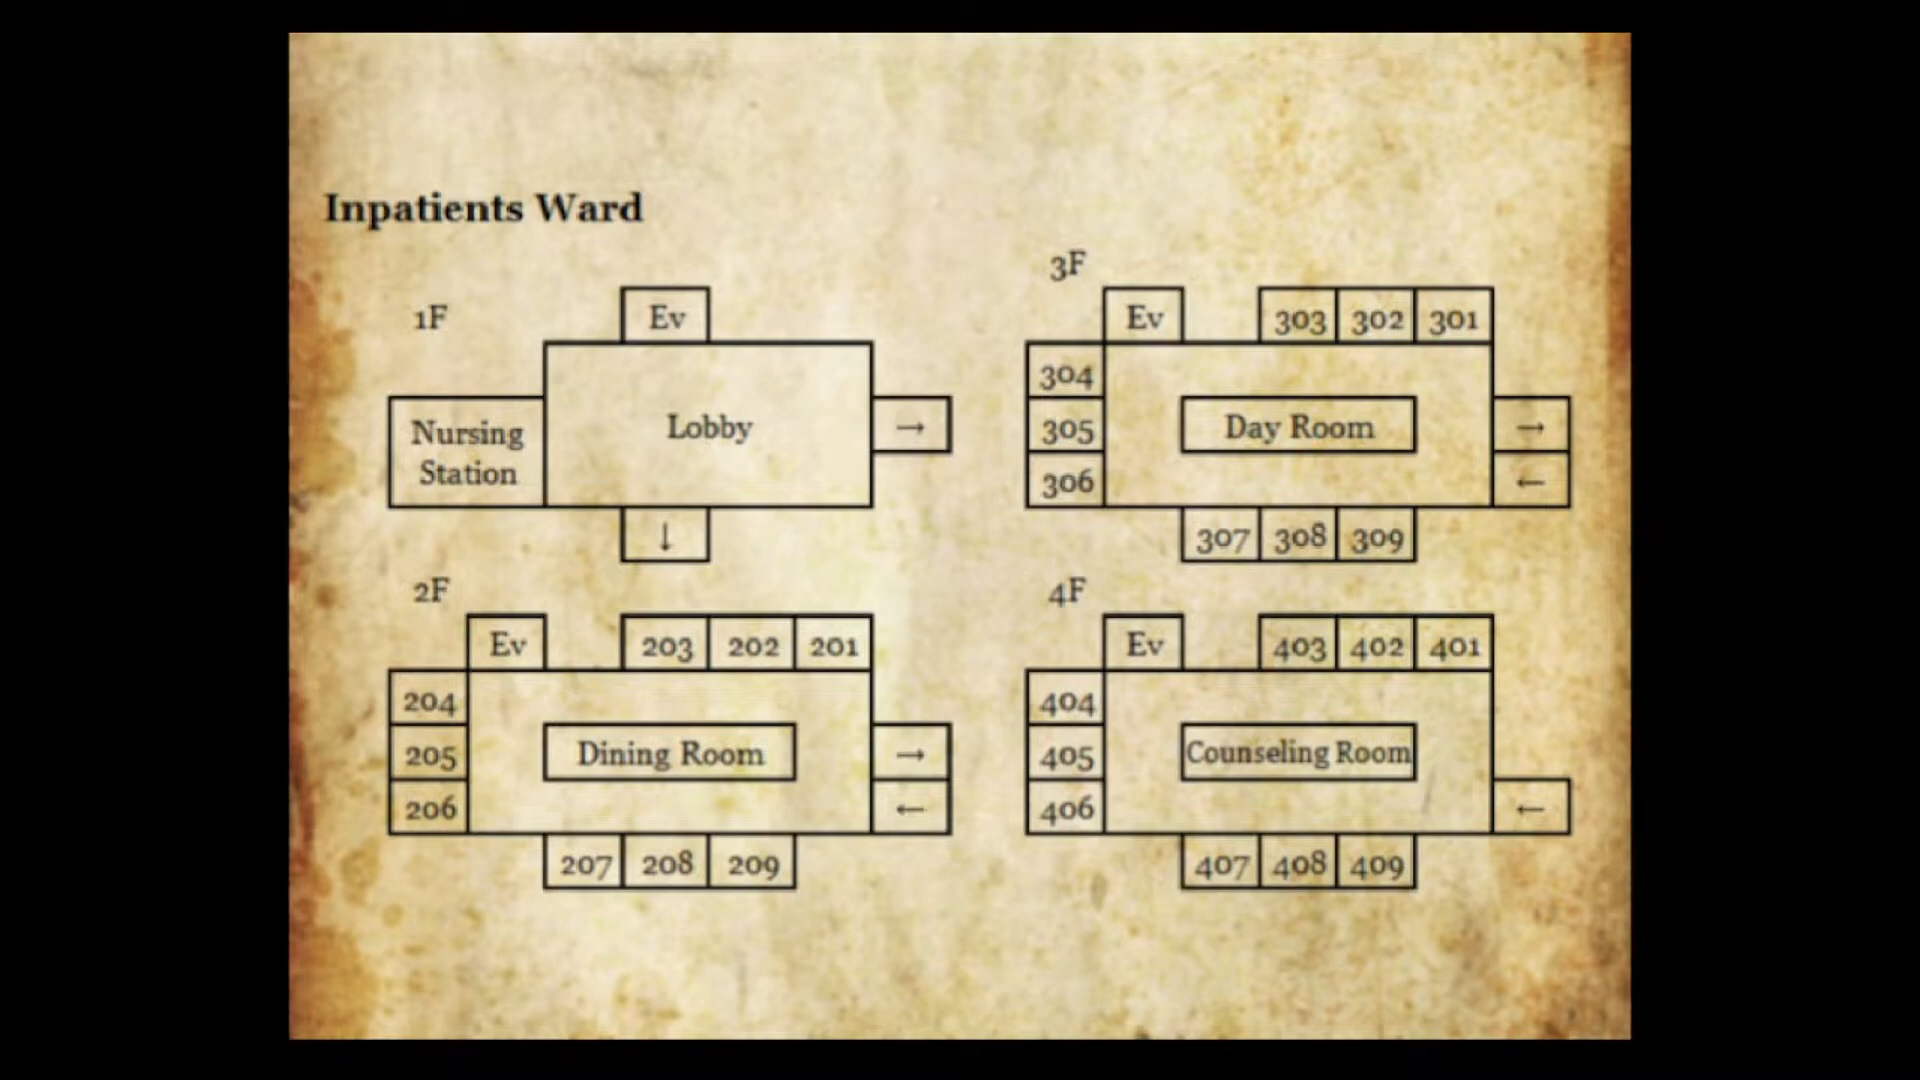 Inpatients Ward
1F
Ev
Nursing
Station
Lobby
→
↓
2F
Ev
203 202 201
204
205
206
Dining Room
→
←
207 208 209
3F
Ev
303 302 301
304
305
306
Day Room
→
←
307 308 309
4F
Ev
403 402 401
404
405
406
Counseling Room
←
407 408 409